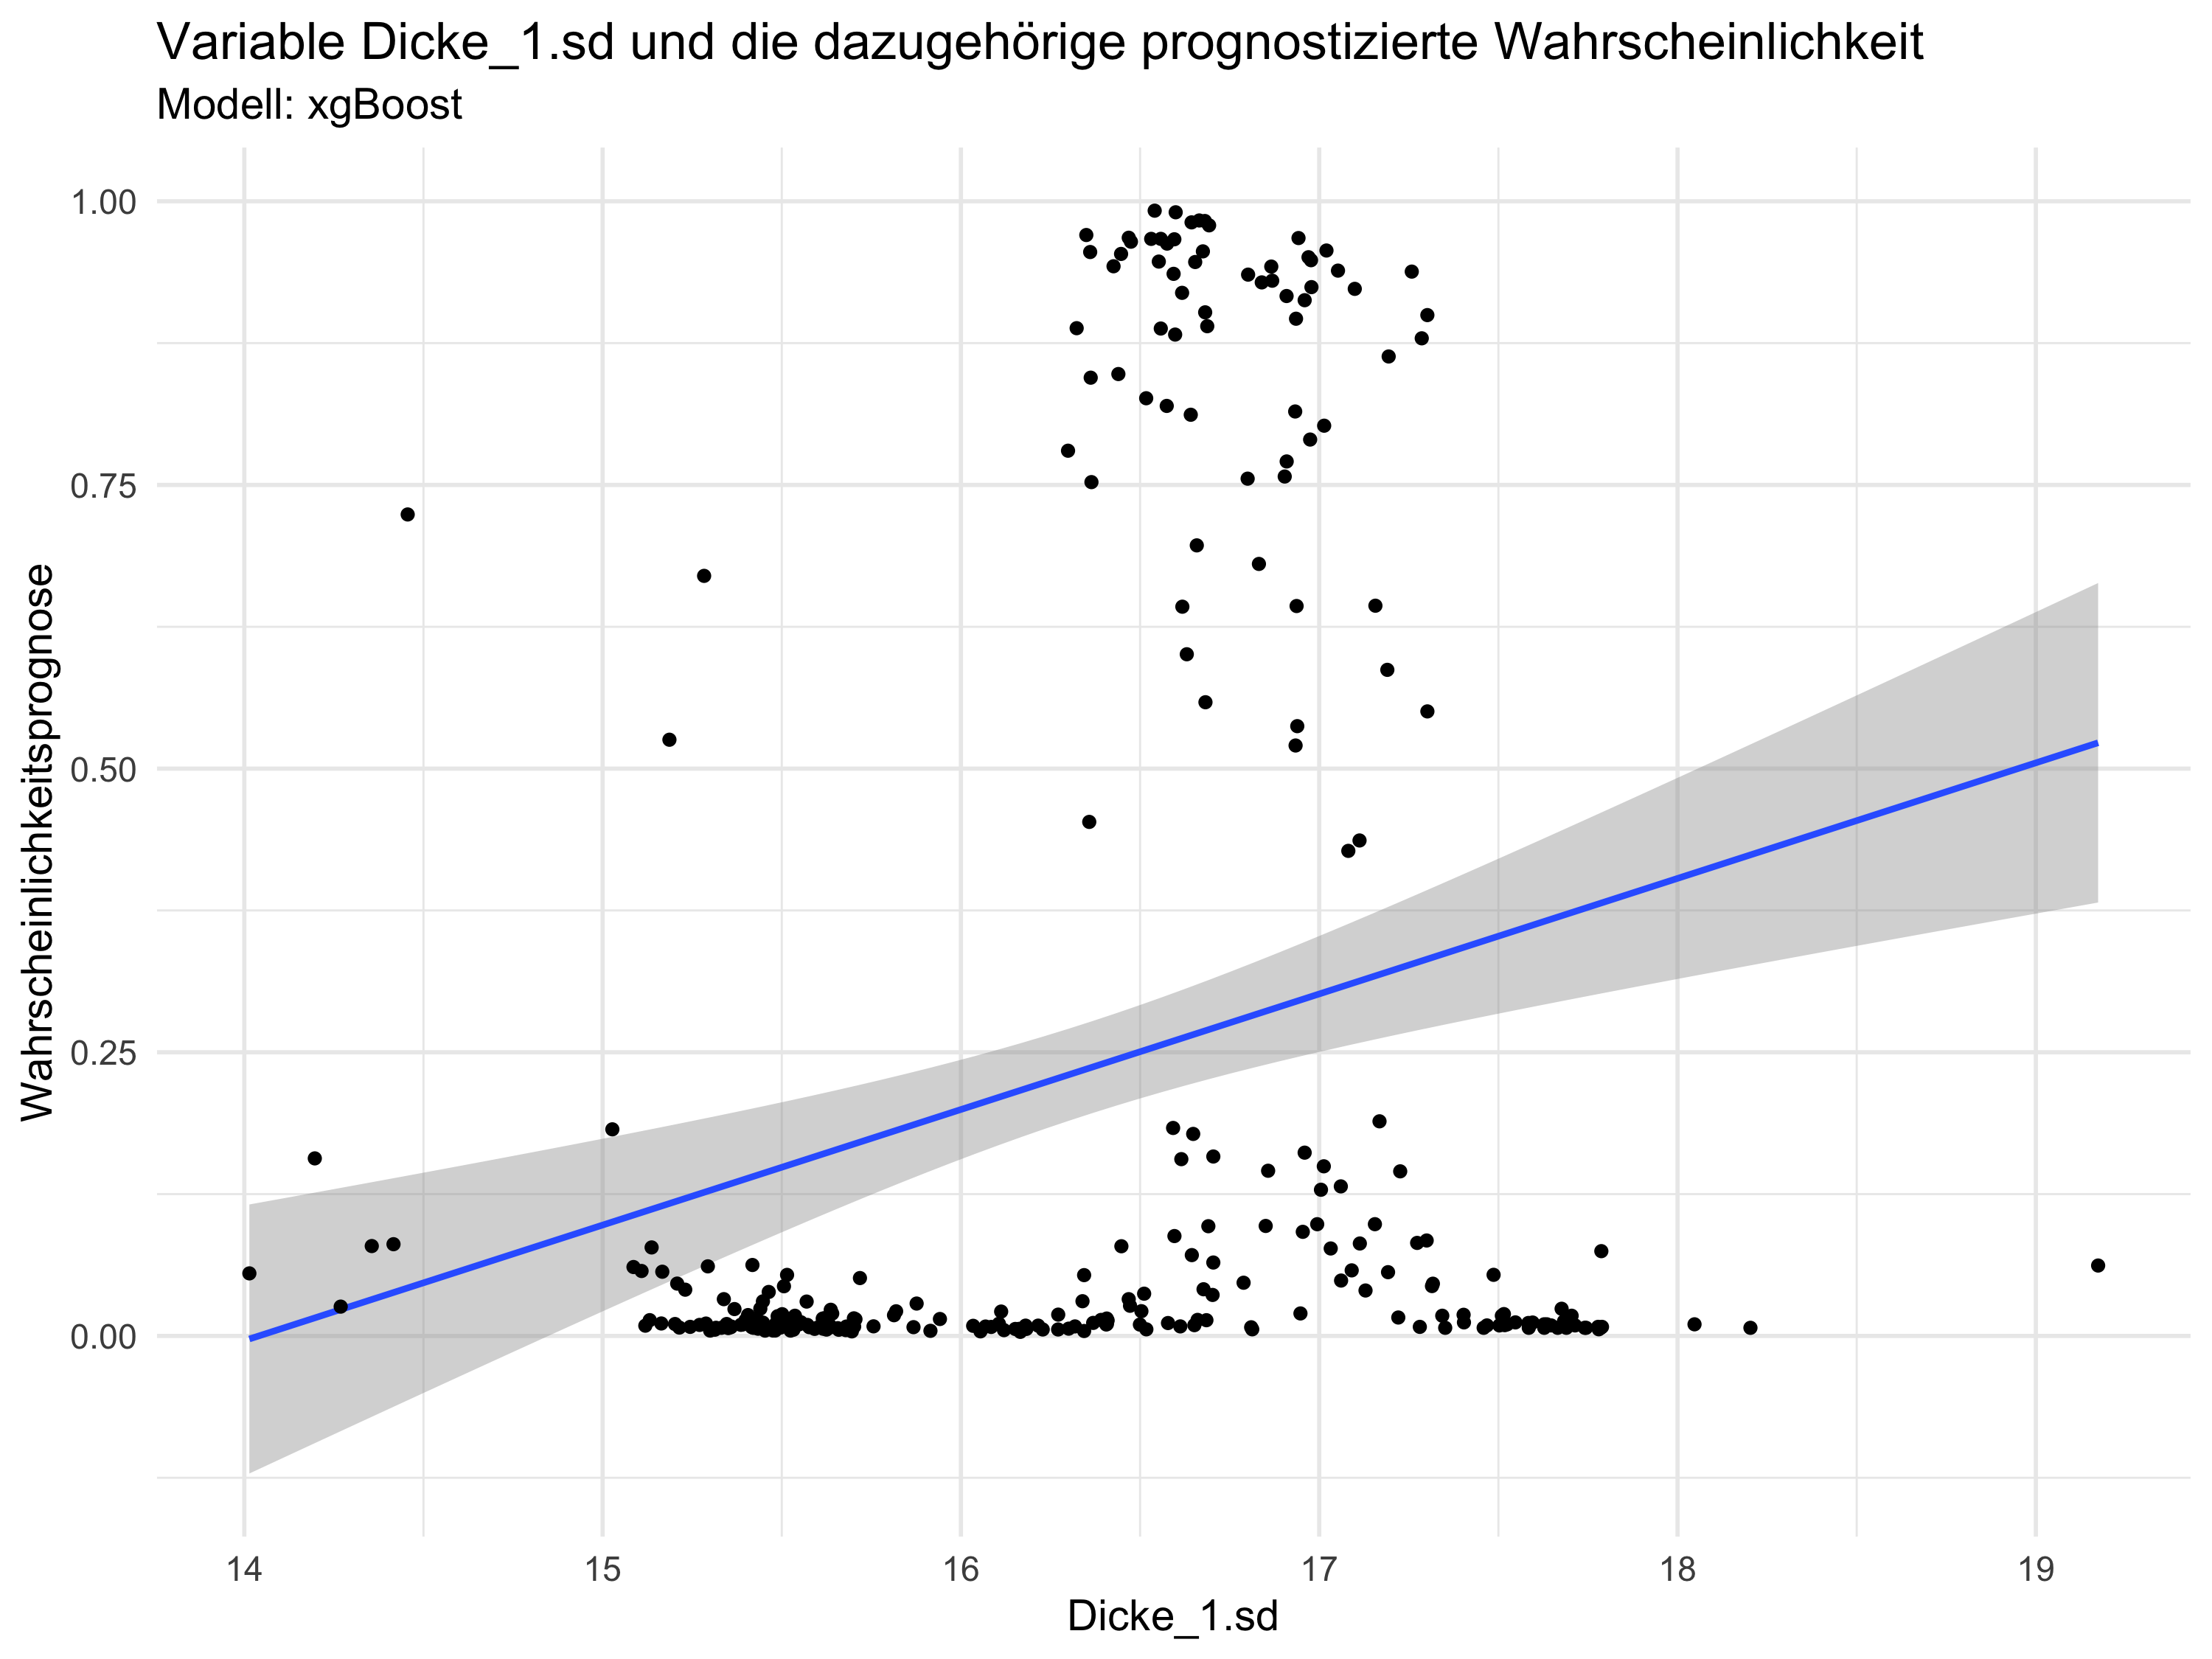 Variable Dicke_1.sd und die dazugehörige prognostizierte Wahrscheinlichkeit
Modell: xgBoost
Wahrscheinlichkeitsprognose
1.00
0.75
0.50
0.25
0.00
14 15 16 17 18 19
Dicke_1.sd